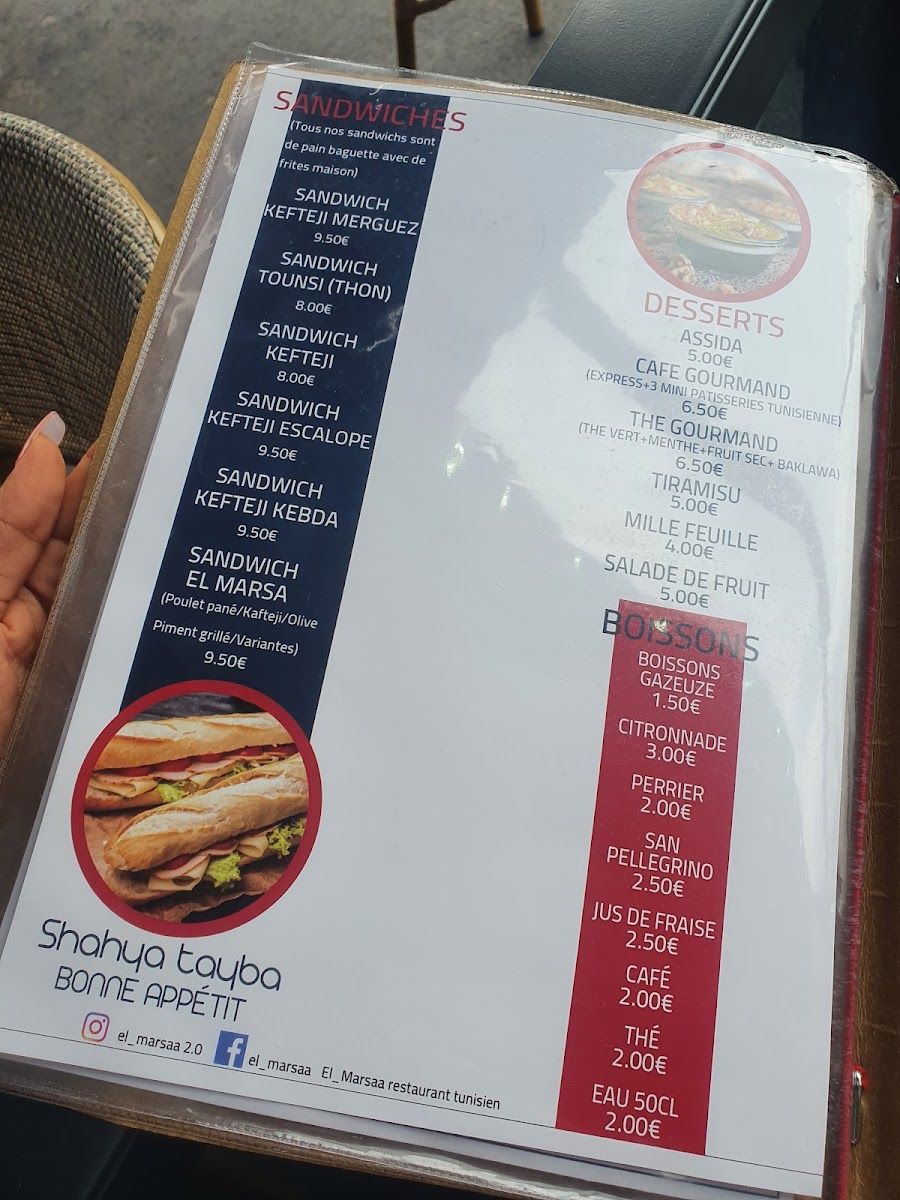 SANDWICHES
(Tous nos sandwichs sont
de pain baguette avec de
frites maison)
SANDWICH
KEFTEJI MERGUEZ
9.50€
SANDWICH
TOUNSI (THON)
8.00€
SANDWICH
KEFTEJI
8.00€
SANDWICH
KEFTEJI ESCALOPE
9.50€
SANDWICH
KEFTEJI KEBDA
9.50€
SANDWICH
EL MARSA
(Poulet pané/Kafteji/Olive
Piment grillé/Variantes)
9.50€
Shahya tayba
BONNE APPÉTIT
el_marsaa 2.0
el_marsaa El_Marsaa restaurant tunisien
DESSERTS
ASSIDA
5.00€
CAFE GOURMAND
(EXPRESS+3 MINI PATISSERIES TUNISIENNE)
6.50€
THE GOURMAND
(THE VERT+MENTHE+FRUIT SEC+ BAKLAWA)
6.50€
TIRAMISU
5.00€
MILLE FEUILLE
4.00€
SALADE DE FRUIT
5.00€
BOISSONS
BOISSONS
GAZEUZE
1.50€
CITRONNADE
3.00€
PERRIER
2.00€
SAN
PELLEGRINO
2.50€
JUS DE FRAISE
2.50€
CAFÉ
2.00€
THÉ
2.00€
EAU 50CL
2.00€